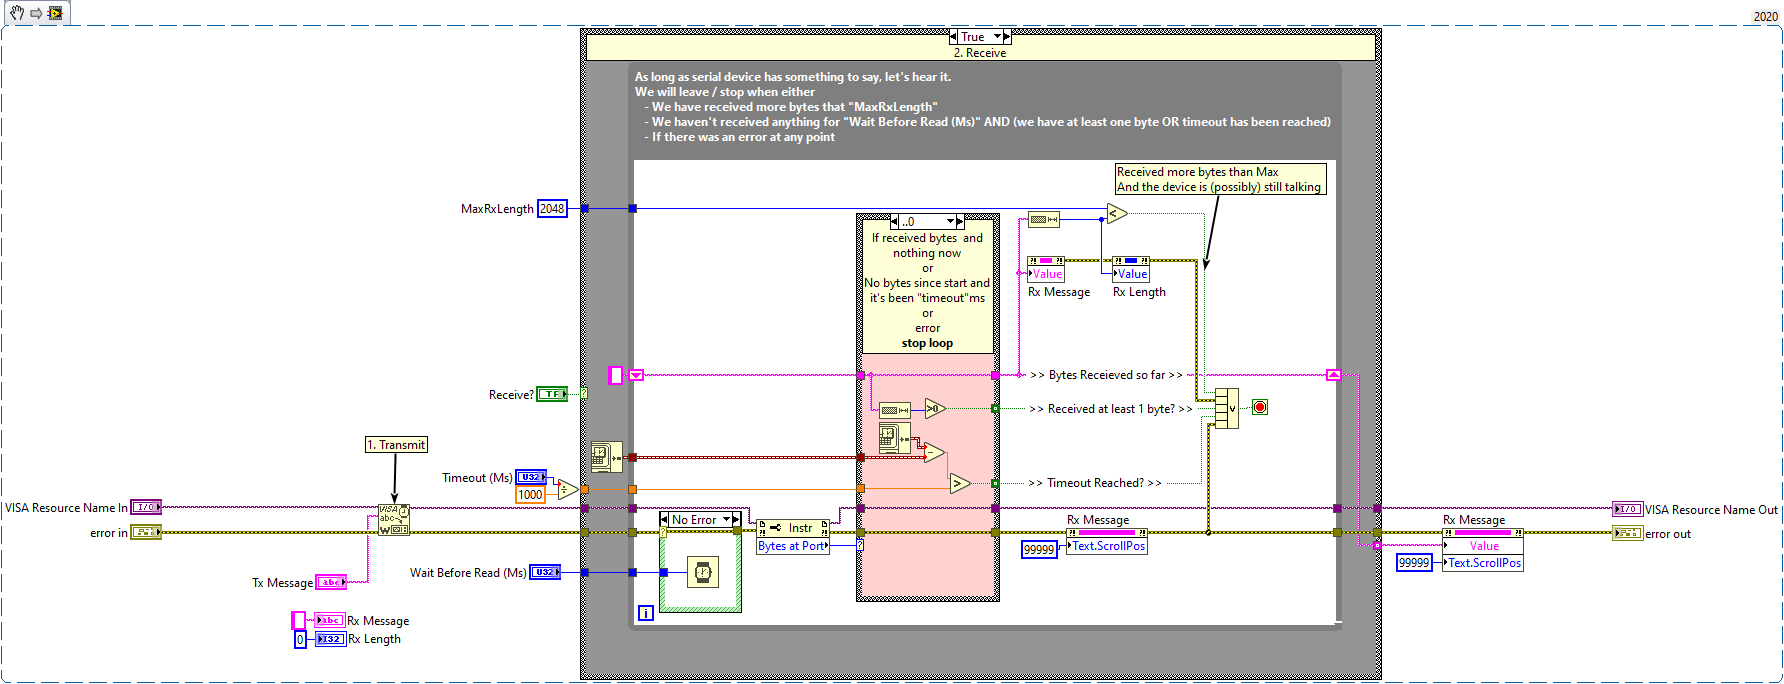 2020
True
2. Receive
As long as serial device has something to say, let's hear it.
We will leave / stop when either
- We have received more bytes that "MaxRxLength"
- We haven't received anything for "Wait Before Read (Ms)" AND (we have at least one byte OR timeout has been reached)
- If there was an error at any point
Received more bytes than Max
And the device is (possibly) still talking
MaxRxLength
2048
..0
If received bytes and
nothing now
or
No bytes since start and
it's been "timeout"ms
or
error
stop loop
Value
Rx Message
Value
Rx Length
>> Bytes Receieved so far >>
Receive?
TF
>0
>> Received at least 1 byte? >>
1. Transmit
Timeout (Ms)
U32
1000
>> Timeout Reached? >>
VISA Resource Name In
I/O
VISA
abc
W
error in
No Error
Instr
Bytes at Port
Rx Message
99999
Text.ScrollPos
Rx Message
Value
99999
Text.ScrollPos
I/O
VISA Resource Name Out
error out
Wait Before Read (Ms)
U32
Tx Message
abc
i
abc
Rx Message
0
I32
Rx Length